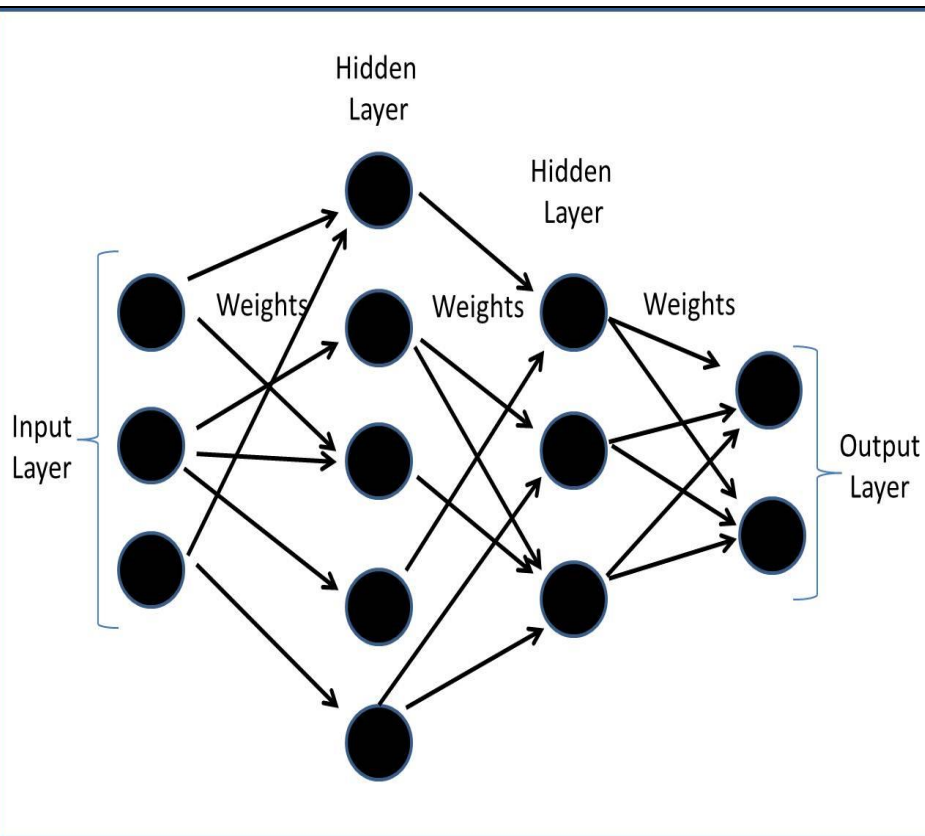 Hidden
Layer
Hidden
Layer
Weights
Weights
Weights
Input
Layer
Output
Layer